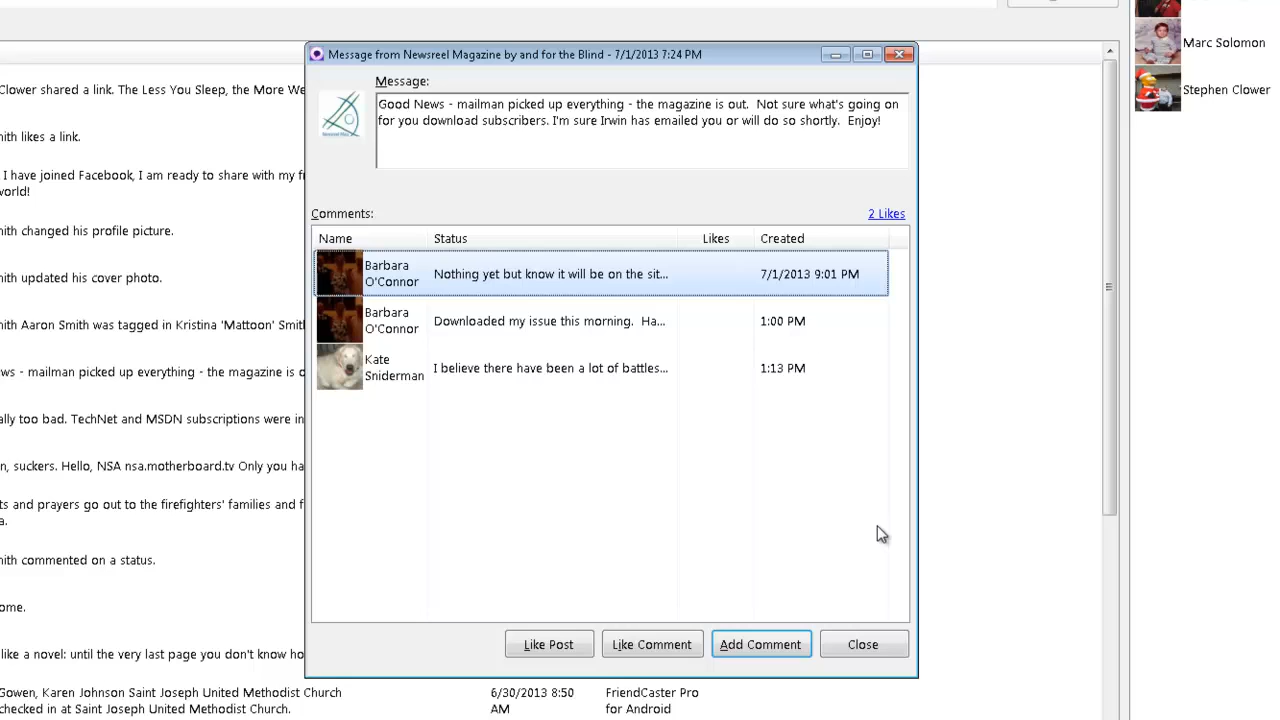 Message from Newsreel Magazine by and for the Blind - 7/1/2013 7:24 PM
Message:
Good News - mailman picked up everything - the magazine is out.  Not sure what's going on
for you download subscribers. I'm sure Irwin has emailed you or will do so shortly.  Enjoy!
Comments:
2 Likes
Name Status Likes Created
Barbara
O'Connor
Nothing yet but know it will be on the sit... 7/1/2013 9:01 PM
Barbara
O'Connor
Downloaded my issue this morning.  Ha... 1:00 PM
Kate
Sniderman
I believe there have been a lot of battles... 1:13 PM
Like Post Like Comment Add Comment Close
Clower shared a link. The Less You Sleep, the More We
nith likes a link.
I have joined Facebook, I am ready to share with my fr
world!
nith changed his profile picture.
nith updated his cover photo.
nith Aaron Smith was tagged in Kristina 'Mattoon' Smit
ws - mailman picked up everything - the magazine is o
ally too bad. TechNet and MSDN subscriptions were in
n, suckers. Hello, NSA nsa.motherboard.tv Only you ha
ts and prayers go out to the firefighters' families and f
a.
nith commented on a status.
ome.
like a novel: until the very last page you don't know ho
Gowen, Karen Johnson Saint Joseph United Methodist Church
checked in at Saint Joseph United Methodist Church.
6/30/2013 8:50
AM
FriendCaster Pro
for Android
Marc Solomon
Stephen Clower